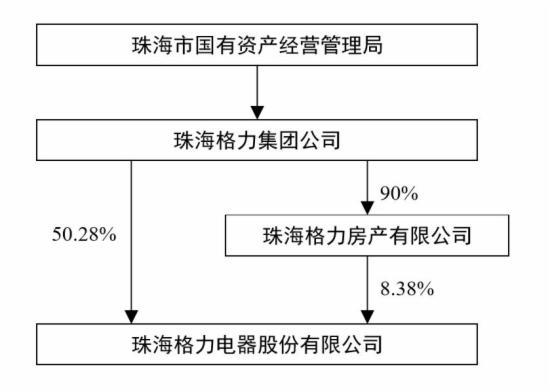 珠海市国有资产经营管理局
珠海格力集团公司
90%
50.28%
珠海格力房产有限公司
8.38%
珠海格力电器股份有限公司